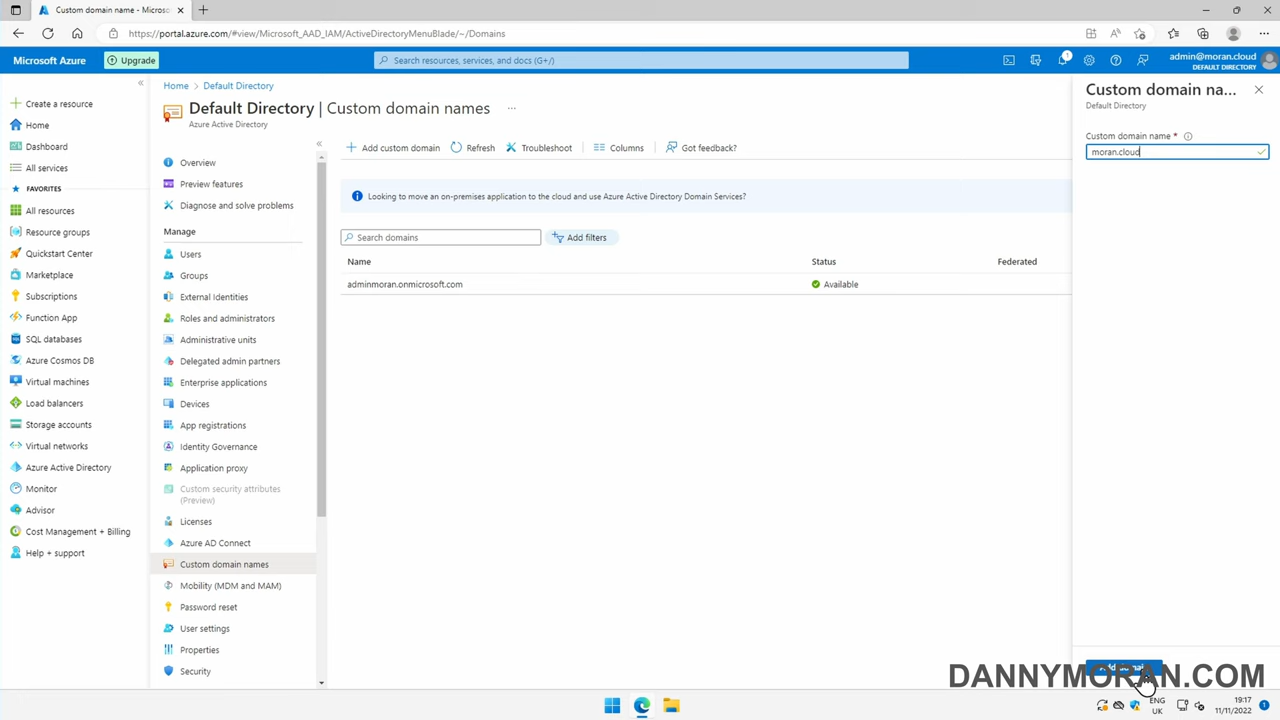 Custom domain name - Microso
https://portal.azure.com/#view/Microsoft_AAD_IAM/ActiveDirectoryMenuBlade/~/Domains
Microsoft Azure
Upgrade
Search resources, services, and docs (G+/)
1
admin@moran.cloud
DEFAULT DIRECTORY
Create a resource
Home
Dashboard
All services
FAVORITES
All resources
Resource groups
Quickstart Center
Marketplace
Subscriptions
Function App
SQL databases
Azure Cosmos DB
Virtual machines
Load balancers
Storage accounts
Virtual networks
Azure Active Directory
Monitor
Advisor
Cost Management + Billing
Help + support
Home > Default Directory
Default Directory | Custom domain names ...
Azure Active Directory
Overview
Preview features
Diagnose and solve problems
Manage
Users
Groups
External Identities
Roles and administrators
Administrative units
Delegated admin partners
Enterprise applications
Devices
App registrations
Identity Governance
Application proxy
Custom security attributes
(Preview)
Licenses
Azure AD Connect
Custom domain names
Mobility (MDM and MAM)
Password reset
User settings
Properties
Security
Add custom domain Refresh Troubleshoot Columns Got feedback?
Looking to move an on-premises application to the cloud and use Azure Active Directory Domain Services?
Search domains
Add filters
Name Status Federated
adminmoran.onmicrosoft.com Available
Custom domain na...
Default Directory
Custom domain name *
moran.cloud
Add domain
DANNYMORAN.COM
ENG
UK
19:17
11/11/2022
1